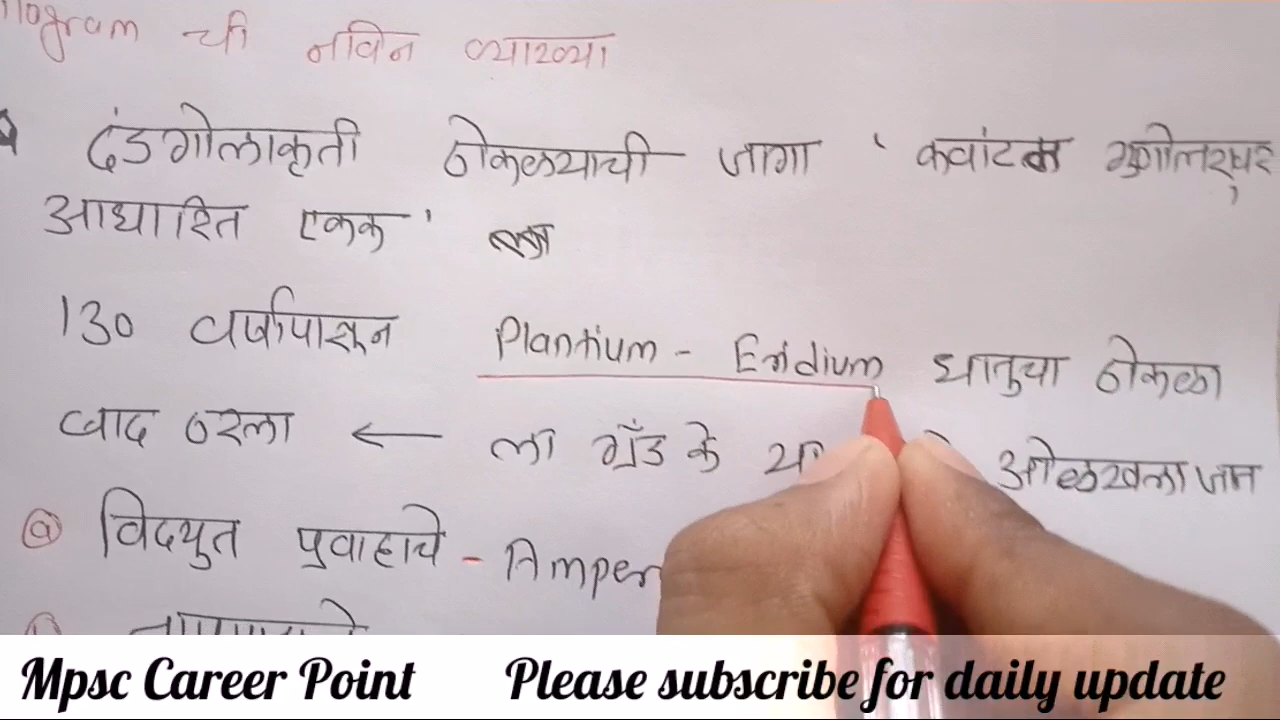 ilogram ची नविन व्याख्या
दंडगोलाकृती ठोकळ्याची जागा ' क्वांटम
आधारित एकक '
130 वर्षापासून Plantium - Eridium धातुचा ठोकळा
बाद ठरला ← ला ग्रँड के ओळखला जात
@ विद्युत प्रवाहाचे - Amper
Mpsc Career Point Please subscribe for daily update